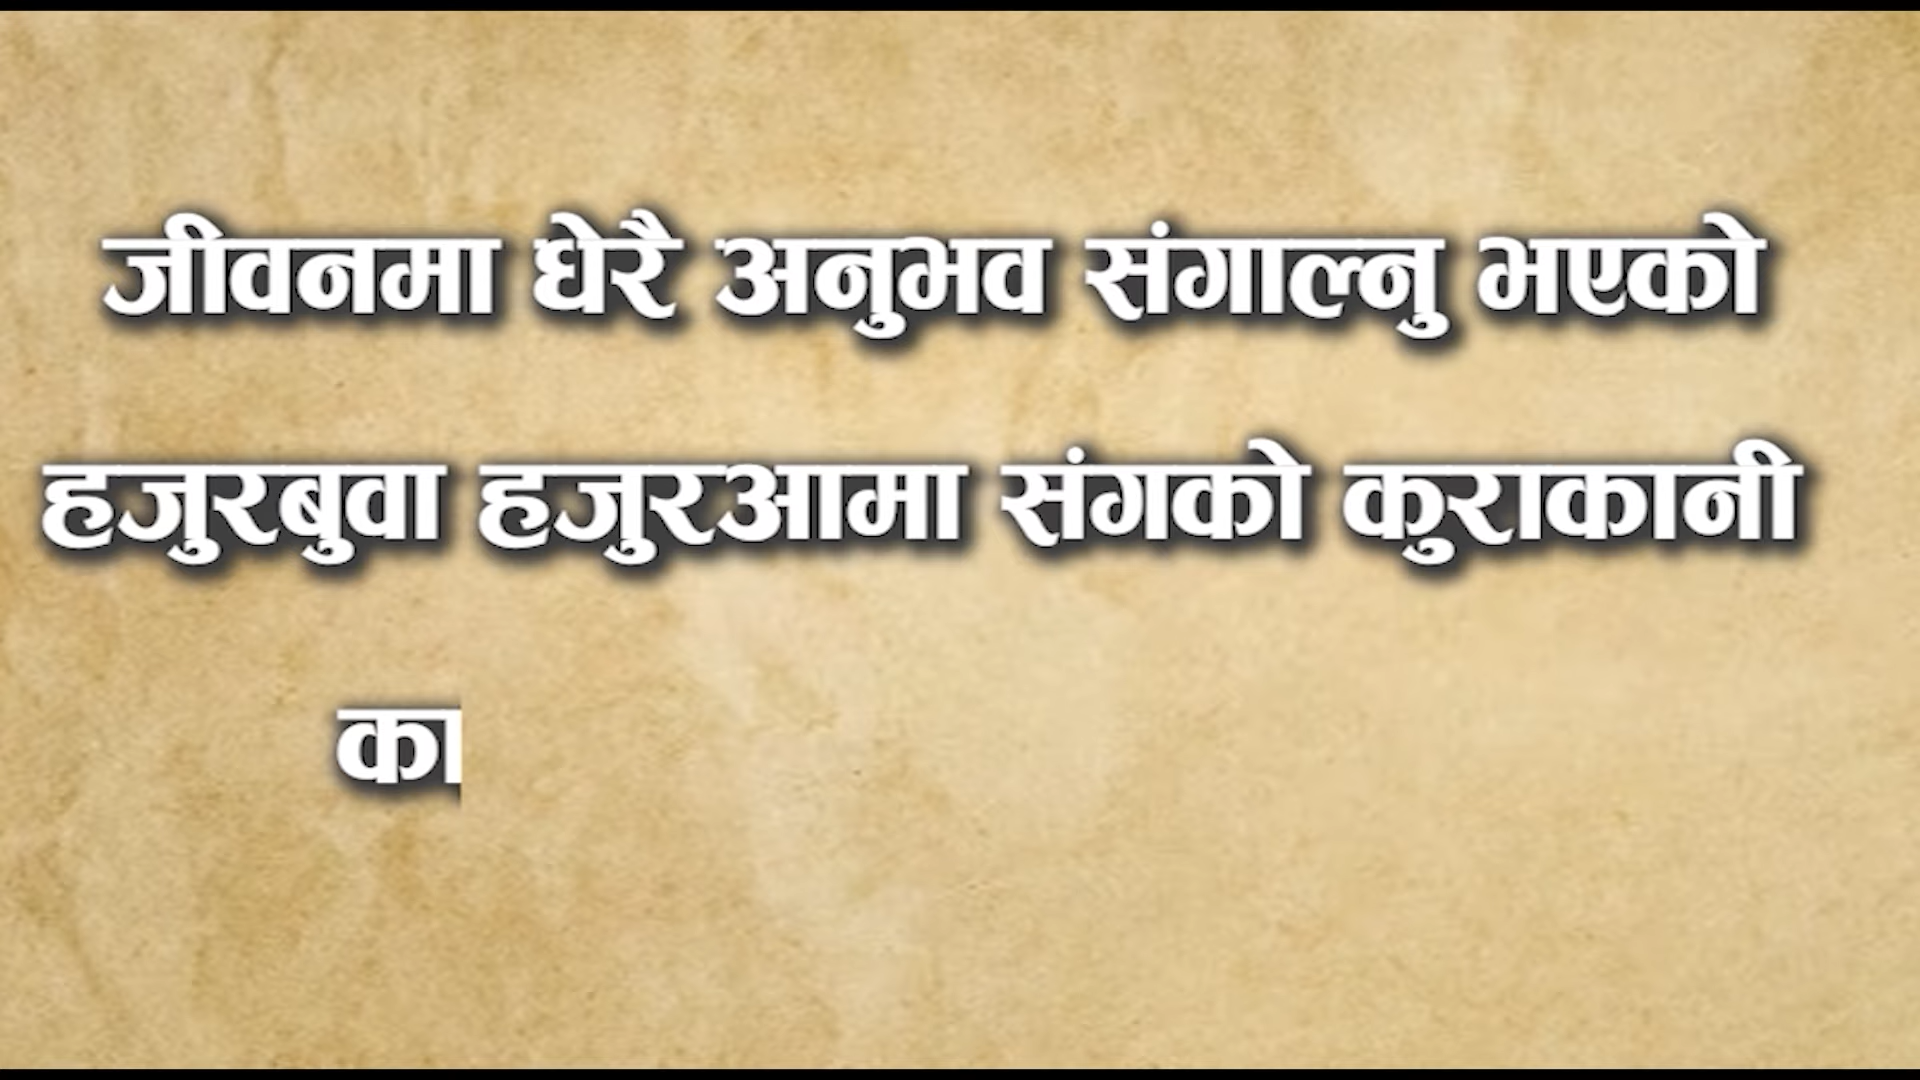 जीवनमा धेरै अनुभव संगाल्नु भएको
हजुरबुवा हजुरआमा संगको कुराकानी
का